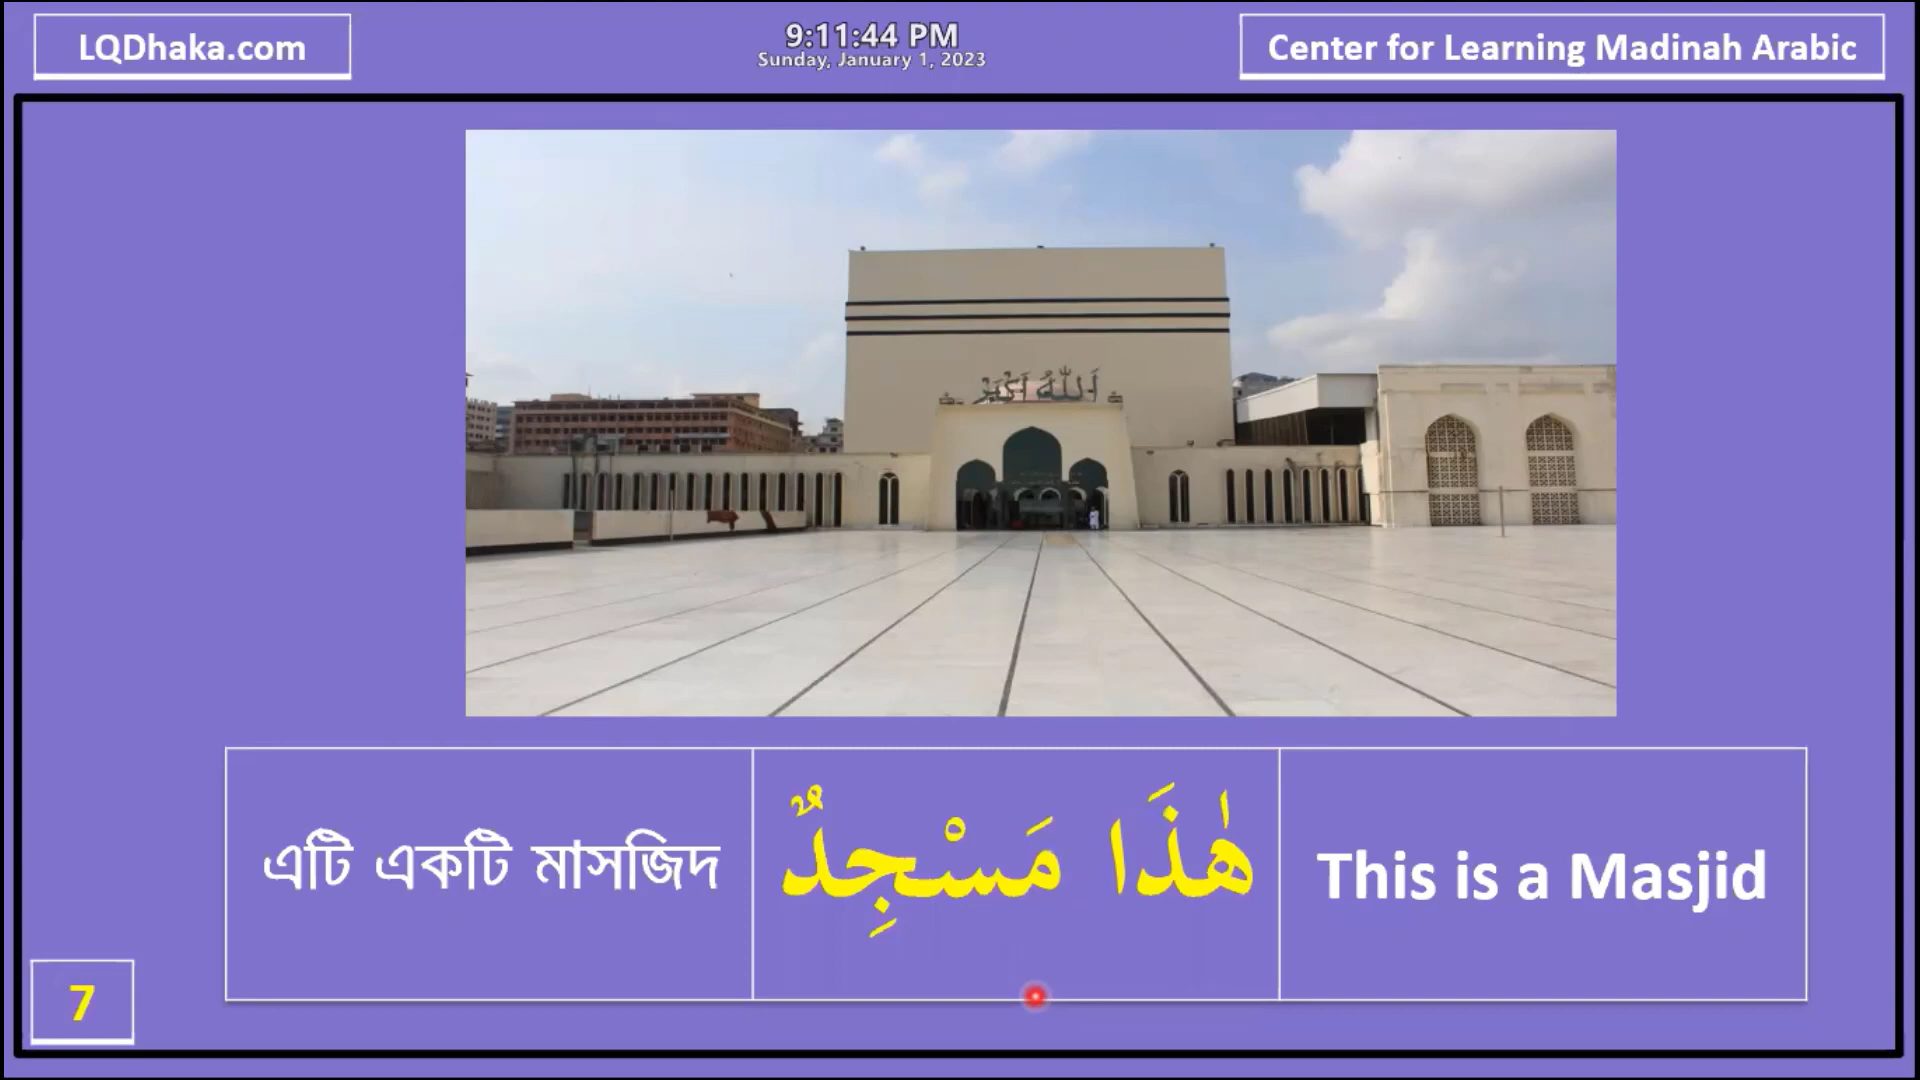 LQDhaka.com
9:11:44 PM
Sunday, January 1, 2023
Center for Learning Madinah Arabic
الله أكبر
এটি একটি মাসজিদ
هٰذَا مَسْجِدٌ
This is a Masjid
7